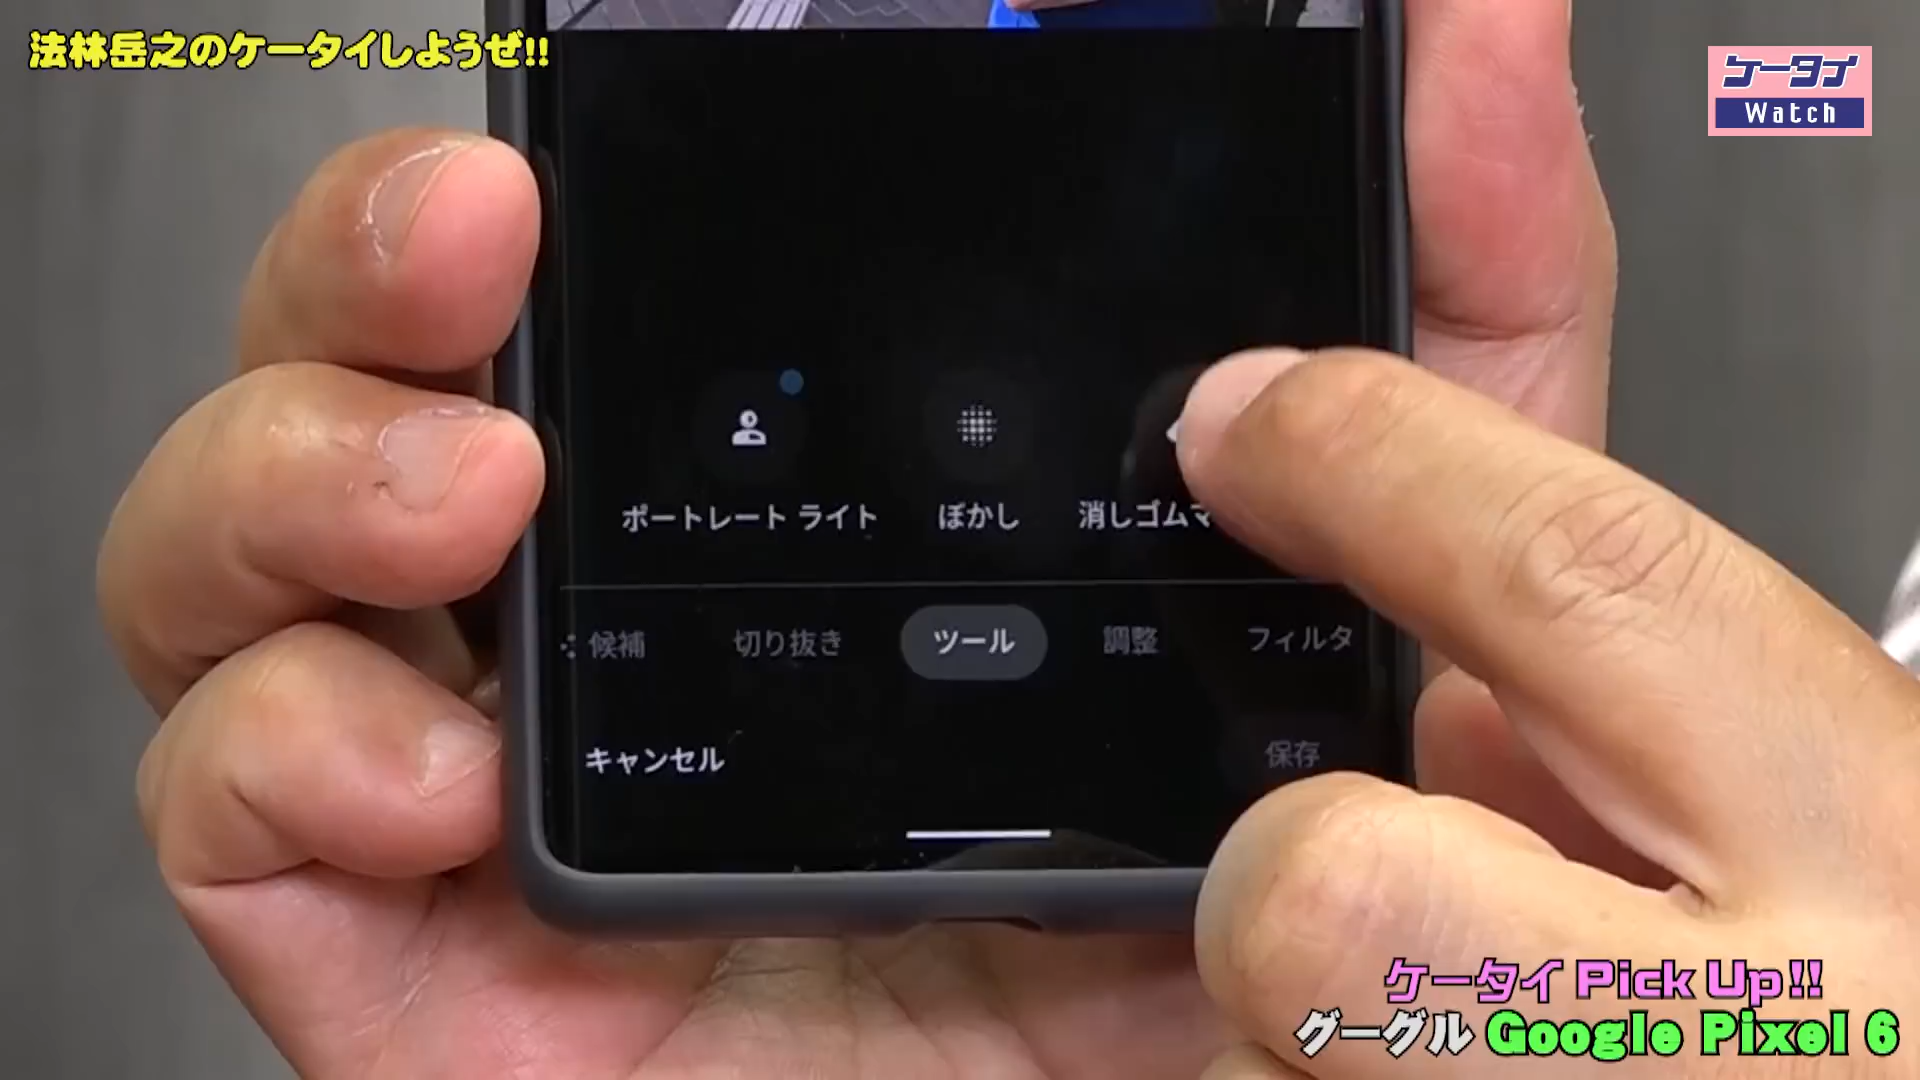 法林岳之のケータイしようぜ!!
ケータイ
Watch
ポートレート ライト
ぼかし
消しゴムマ
候補
切り抜き
ツール
調整
フィルタ
キャンセル
保存
ケータイ Pick Up!!
グーグル Google Pixel 6